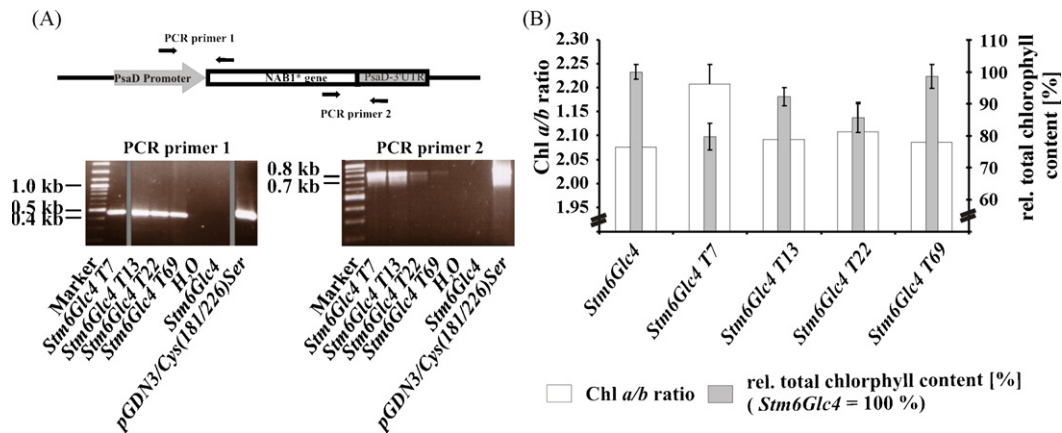 (A)
PCR primer 1
PsaD Promoter
NAB1* gene
PsaD-3'UTR
PCR primer 2
PCR primer 1
1.0 kb
0.5 kb
0.4 kb
Marker
Stm6Glc4 T7
Stm6Glc4 T13
Stm6Glc4 T22
Stm6Glc4 T69
H2O
Stm6Glc4
pGDN3/Cys(181/226)Ser
PCR primer 2
0.8 kb
0.7 kb
Marker
Stm6Glc4 T7
Stm6Glc4 T13
Stm6Glc4 T22
Stm6Glc4 T69
H2O
Stm6Glc4
pGDN3/Cys(181/226)Ser
(B)
Chl a/b ratio
2.30
2.25
2.20
2.15
2.10
2.05
2.00
1.95
110
100
90
80
70
60
rel. total chlorophy
content [%]
Stm6Glc4
Stm6Glc4 T7
Stm6Glc4 T13
Stm6Glc4 T22
Stm6Glc4 T69
Chl a/b ratio
rel. total chlorphyll content [%]
( Stm6Glc4 = 100 %)